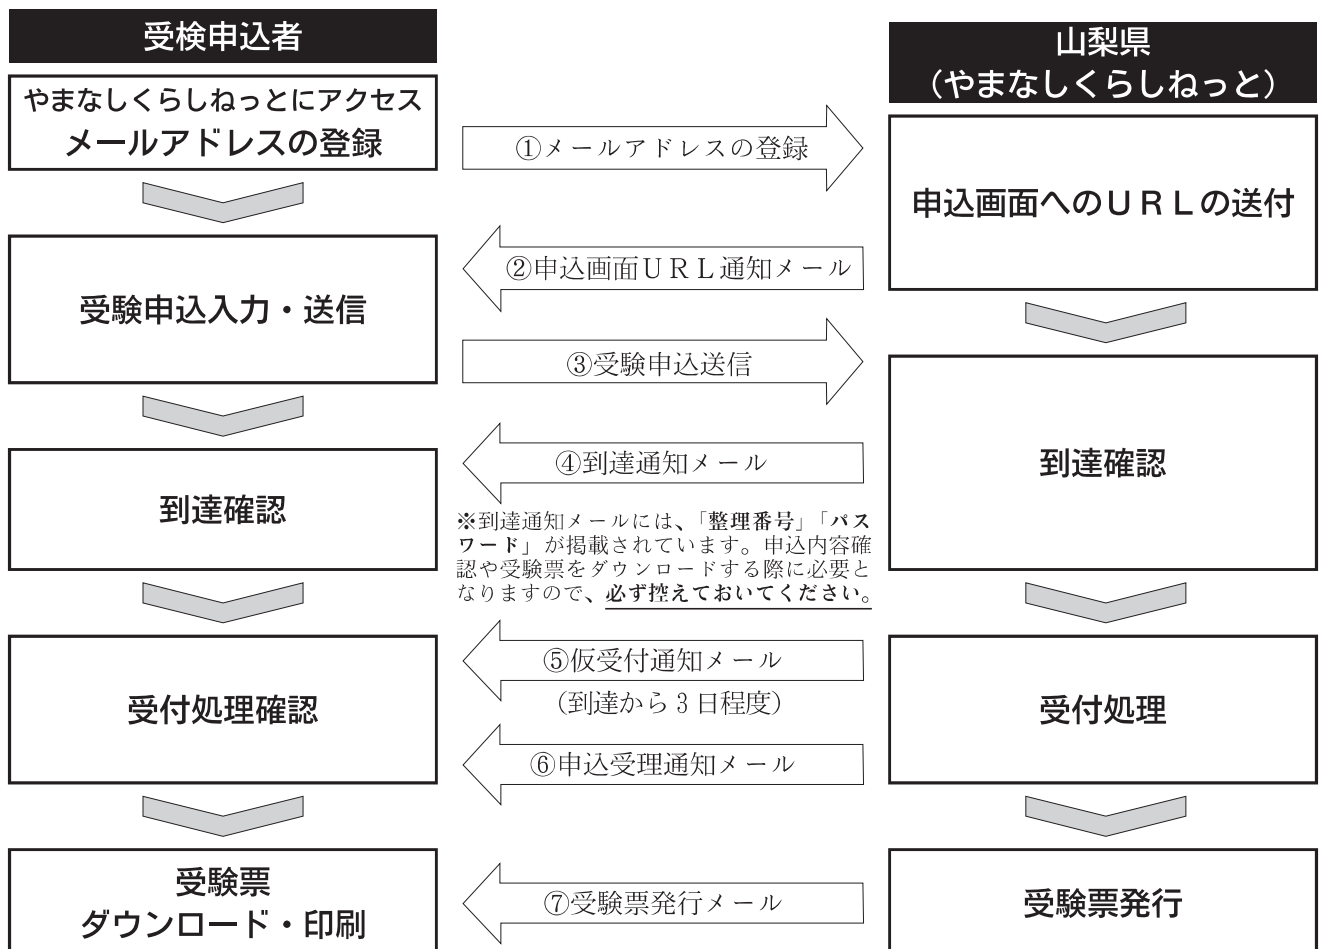 受検申込者
山梨県
（やまなしくらしねっと）
やまなしくらしねっとにアクセス
メールアドレスの登録
①メールアドレスの登録
申込画面へのＵＲＬの送付
②申込画面ＵＲＬ通知メール
受験申込入力・送信
③受験申込送信
④到達通知メール
到達確認
到達確認
※到達通知メールには、「整理番号」「パス
ワード」が掲載されています。申込内容確
認や受験票をダウンロードする際に必要と
なりますので、必ず控えておいてください。
⑤仮受付通知メール
（到達から３日程度）
受付処理確認
受付処理
⑥申込受理通知メール
受験票
ダウンロード・印刷
⑦受験票発行メール
受験票発行